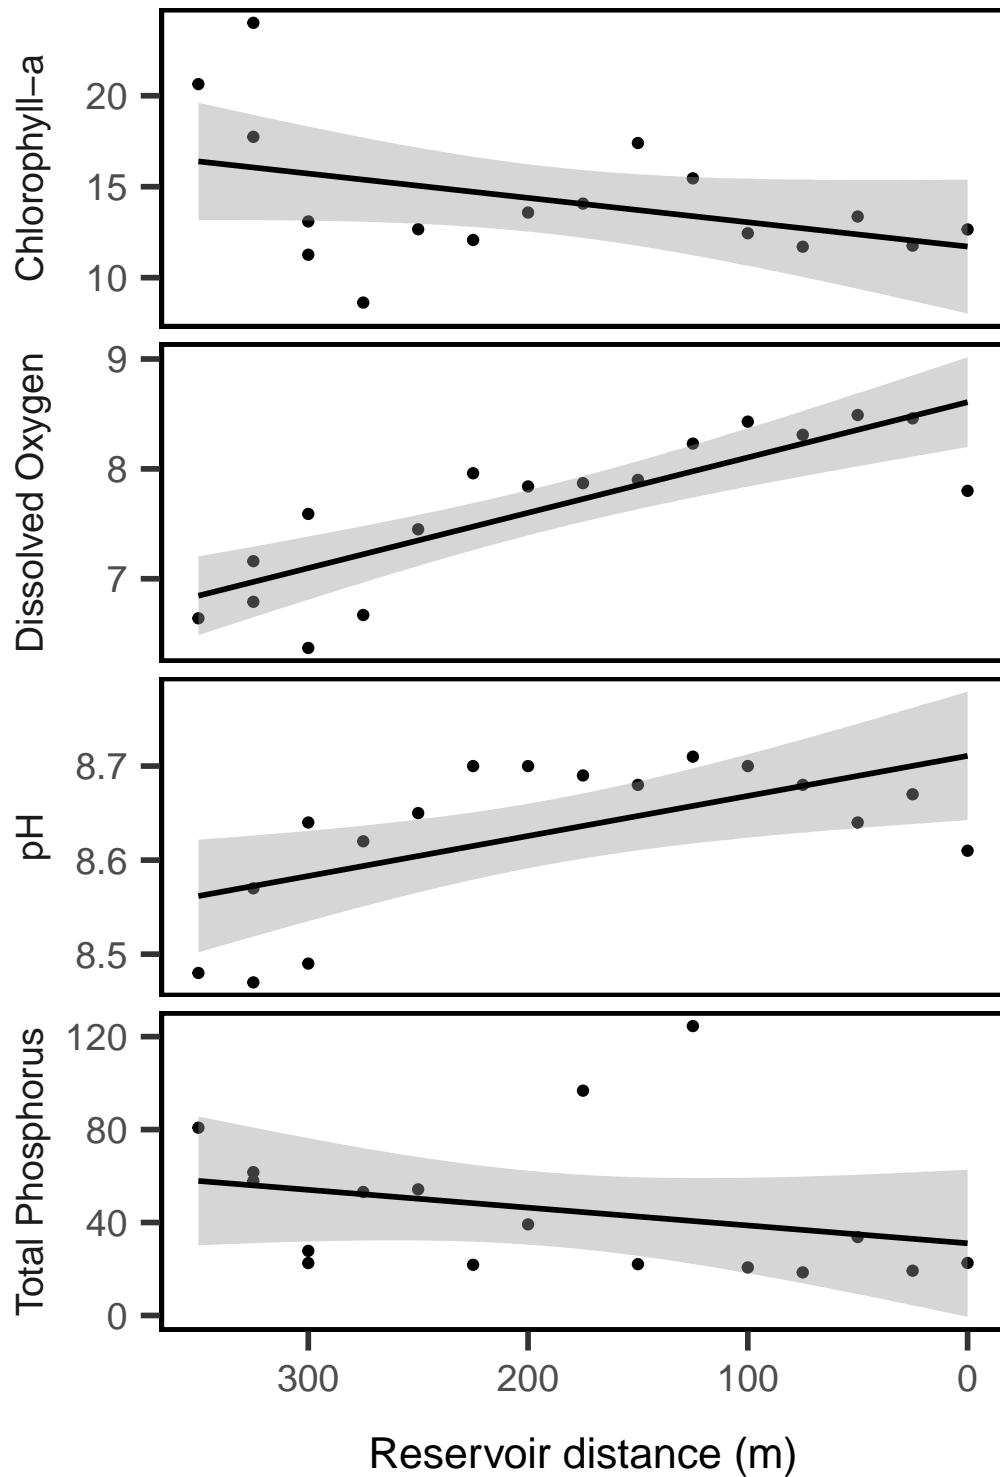 Chlorophyll−a
20
15
10
Dissolved Oxygen
9
8
7
pH
8.7
8.6
8.5
Total Phosphorus
120
80
40
0
300 200 100 0
Reservoir distance (m)